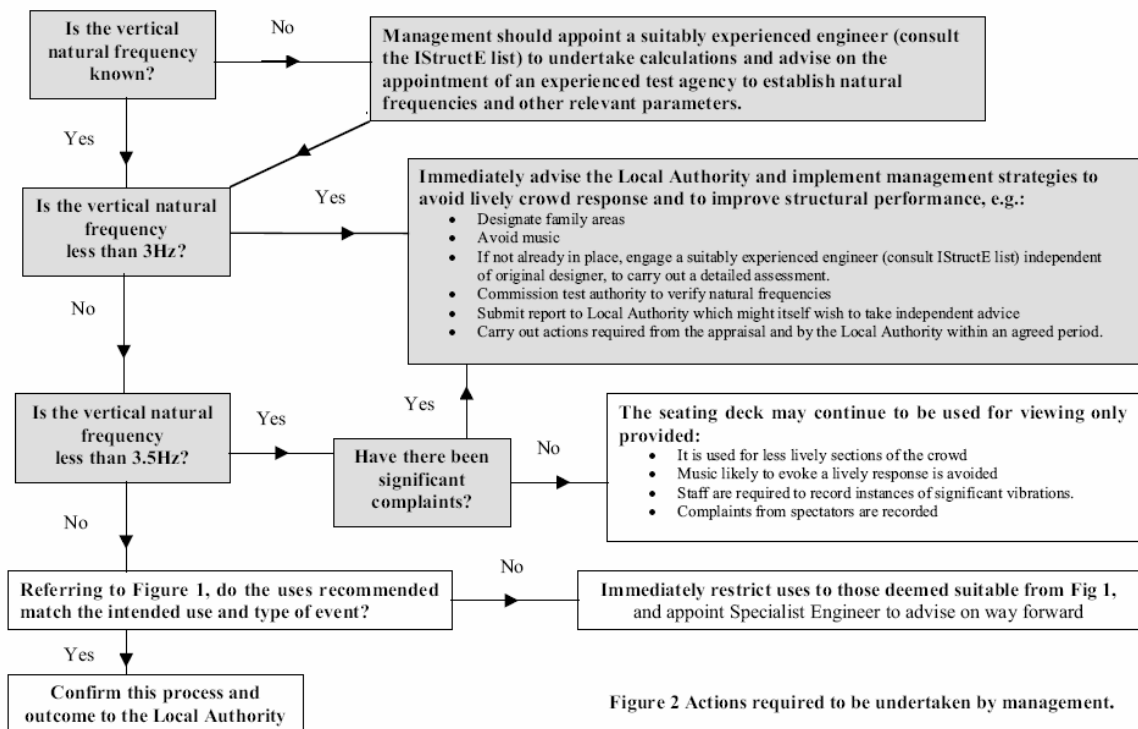 Is the vertical
natural frequency
known?
No
Management should appoint a suitably experienced engineer (consult
the IStructE list) to undertake calculations and advise on the
appointment of an experienced test agency to establish natural
frequencies and other relevant parameters.
Yes
Is the vertical natural
frequency
less than 3Hz?
Yes
Immediately advise the Local Authority and implement management strategies to
avoid lively crowd response and to improve structural performance, e.g.:
• Designate family areas
• Avoid music
• If not already in place, engage a suitably experienced engineer (consult IStructE list) independent
of original designer, to carry out a detailed assessment.
• Commission test authority to verify natural frequencies
• Submit report to Local Authority which might itself wish to take independent advice
• Carry out actions required from the appraisal and by the Local Authority within an agreed period.
No
Is the vertical natural
frequency
less than 3.5Hz?
Yes
Have there been
significant
complaints?
Yes
No
The seating deck may continue to be used for viewing only
provided:
• It is used for less lively sections of the crowd
• Music likely to evoke a lively response is avoided
• Staff are required to record instances of significant vibrations.
• Complaints from spectators are recorded
No
Referring to Figure 1, do the uses recommended
match the intended use and type of event?
No
Immediately restrict uses to those deemed suitable from Fig 1,
and appoint Specialist Engineer to advise on way forward
Yes
Confirm this process and
outcome to the Local Authority
Figure 2 Actions required to be undertaken by management.